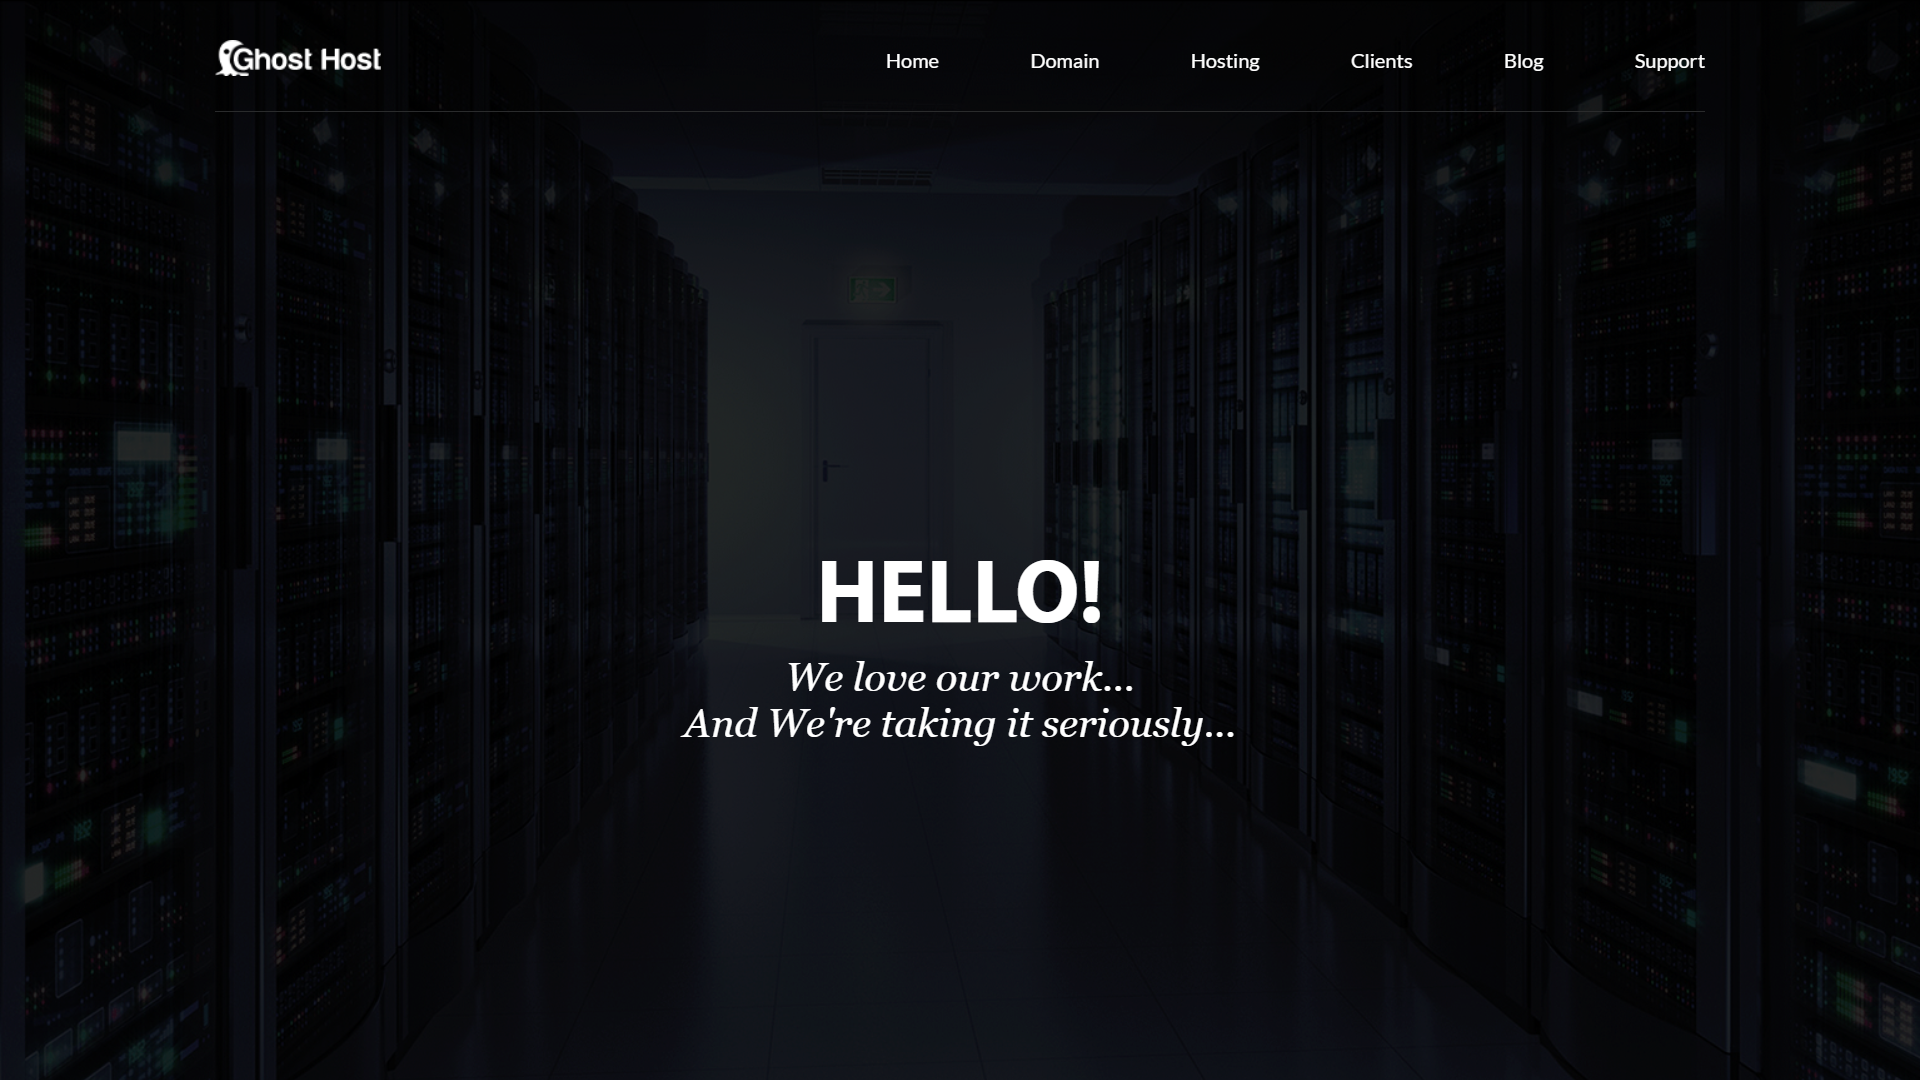 Ghost Host
Home
Domain
Hosting
Clients
Blog
Support
HELLO!
We love our work...
And We're taking it seriously...